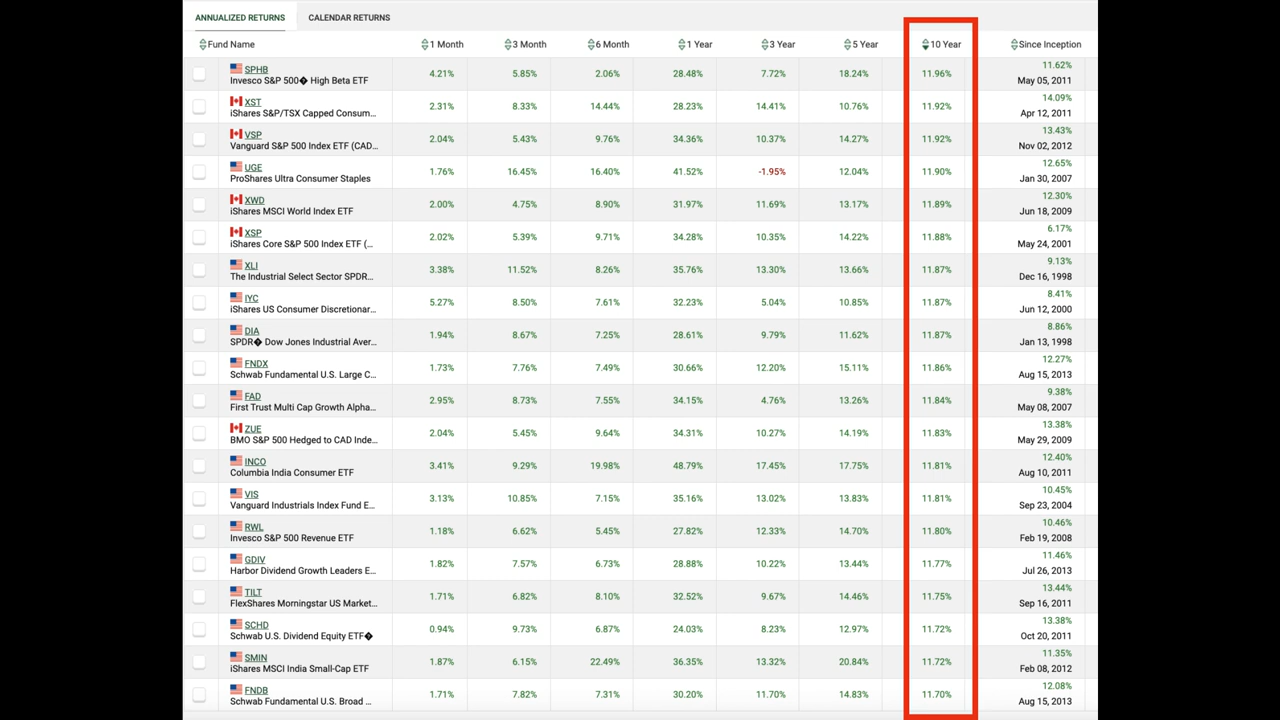 ANNUALIZED RETURNS CALENDAR RETURNS
Fund Name 1 Month 3 Month 6 Month 1 Year 3 Year 5 Year 10 Year Since Inception
SPHB 4.21% 5.85% 2.06% 28.48% 7.72% 18.24% 11.96% 11.62%
Invesco S&P 500� High Beta ETF May 05, 2011
XST 2.31% 8.33% 14.44% 28.23% 14.41% 10.76% 11.92% 14.09%
iShares S&P/TSX Capped Consum... Apr 12, 2011
VSP 2.04% 5.43% 9.76% 34.36% 10.37% 14.27% 11.92% 13.43%
Vanguard S&P 500 Index ETF (CAD... Nov 02, 2012
UGE 1.76% 16.45% 16.40% 41.52% -1.95% 12.04% 11.90% 12.65%
ProShares Ultra Consumer Staples Jan 30, 2007
XWD 2.00% 4.75% 8.90% 31.97% 11.69% 13.17% 11.89% 12.30%
iShares MSCI World Index ETF Jun 18, 2009
XSP 2.02% 5.39% 9.71% 34.28% 10.35% 14.22% 11.88% 6.17%
iShares Core S&P 500 Index ETF (... May 24, 2001
XLI 3.38% 11.52% 8.26% 35.76% 13.30% 13.66% 11.87% 9.13%
The Industrial Select Sector SPDR... Dec 16, 1998
IYC 5.27% 8.50% 7.61% 32.23% 5.04% 10.85% 11.87% 8.41%
iShares US Consumer Discretionar... Jun 12, 2000
DIA 1.94% 8.67% 7.25% 28.61% 9.79% 11.62% 11.87% 8.86%
SPDR� Dow Jones Industrial Aver... Jan 13, 1998
FNDX 1.73% 7.76% 7.49% 30.66% 12.20% 15.11% 11.86% 12.27%
Schwab Fundamental U.S. Large C... Aug 15, 2013
FAD 2.95% 8.73% 7.55% 34.15% 4.76% 13.26% 11.84% 9.38%
First Trust Multi Cap Growth Alpha... May 08, 2007
ZUE 2.04% 5.45% 9.64% 34.31% 10.27% 14.19% 11.83% 13.38%
BMO S&P 500 Hedged to CAD Inde... May 29, 2009
INCO 3.41% 9.29% 19.98% 48.79% 17.45% 17.75% 11.81% 12.40%
Columbia India Consumer ETF Aug 10, 2011
VIS 3.13% 10.85% 7.15% 35.16% 13.02% 13.83% 11.81% 10.45%
Vanguard Industrials Index Fund E... Sep 23, 2004
RWL 1.18% 6.62% 5.45% 27.82% 12.33% 14.70% 11.80% 10.46%
Invesco S&P 500 Revenue ETF Feb 19, 2008
GDIV 1.82% 7.57% 6.73% 28.88% 10.22% 13.44% 11.77% 11.46%
Harbor Dividend Growth Leaders E... Jul 26, 2013
TILT 1.71% 6.82% 8.10% 32.52% 9.67% 14.46% 11.75% 13.44%
FlexShares Morningstar US Market... Sep 16, 2011
SCHD 0.94% 9.73% 6.87% 24.03% 8.23% 12.97% 11.72% 13.38%
Schwab U.S. Dividend Equity ETF� Oct 20, 2011
SMIN 1.87% 6.15% 22.49% 36.35% 13.32% 20.84% 11.72% 11.35%
iShares MSCI India Small-Cap ETF Feb 08, 2012
FNDB 1.71% 7.82% 7.31% 30.20% 11.70% 14.83% 11.70% 12.08%
Schwab Fundamental U.S. Broad ... Aug 15, 2013